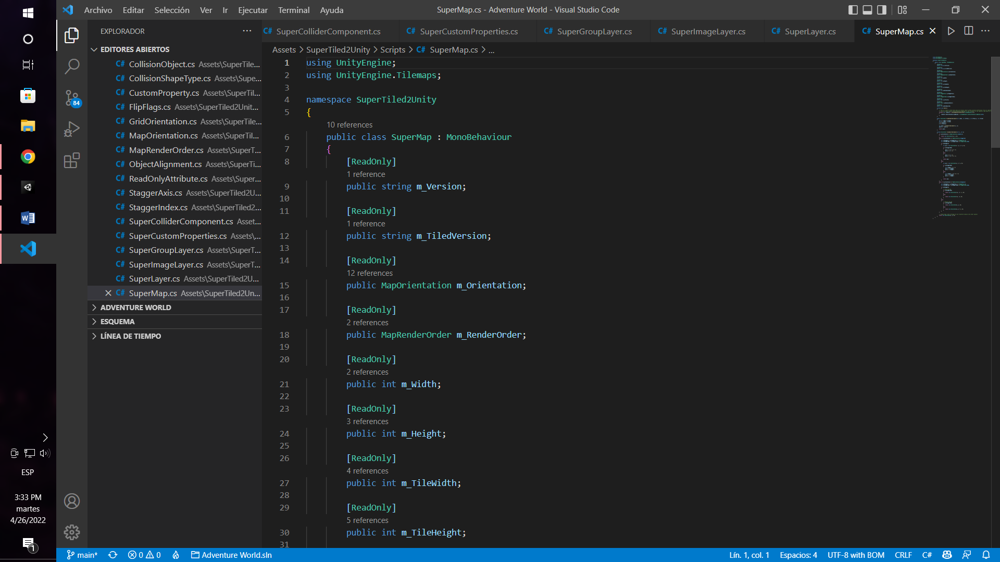 Archivo Editar Selección Ver Ir Ejecutar Terminal Ayuda
SuperMap.cs - Adventure World - Visual Studio Code
EXPLORADOR
EDITORES ABIERTOS
C# CollisionObject.cs Assets\SuperTile...
C# CollisionShapeType.cs Assets\Supe...
C# CustomProperty.cs Assets\SuperTil...
C# FlipFlags.cs Assets\SuperTiled2Unit...
C# GridOrientation.cs Assets\SuperTile...
C# MapOrientation.cs Assets\SuperTil...
C# MapRenderOrder.cs Assets\SuperT...
C# ObjectAlignment.cs Assets\SuperTi...
C# ReadOnlyAttribute.cs Assets\Super...
C# StaggerAxis.cs Assets\SuperTiled2U...
C# StaggerIndex.cs Assets\SuperTiled2...
C# SuperColliderComponent.cs Asset...
C# SuperCustomProperties.cs Assets\...
C# SuperGroupLayer.cs Assets\SuperT...
C# SuperImageLayer.cs Assets\SuperT...
C# SuperLayer.cs Assets\SuperTiled2U...
C# SuperMap.cs Assets\SuperTiled2Un...
ADVENTURE WORLD
ESQUEMA
LÍNEA DE TIEMPO
84
C# SuperColliderComponent.cs C# SuperCustomProperties.cs C# SuperGroupLayer.cs C# SuperImageLayer.cs C# SuperLayer.cs C# SuperMap.cs
Assets > SuperTiled2Unity > Scripts > C# SuperMap.cs > ...
1 using UnityEngine;
2 using UnityEngine.Tilemaps;
3
4 namespace SuperTiled2Unity
5 {
10 references
6 public class SuperMap : MonoBehaviour
7 {
8 [ReadOnly]
1 reference
9 public string m_Version;
10
11 [ReadOnly]
1 reference
12 public string m_TiledVersion;
13
14 [ReadOnly]
12 references
15 public MapOrientation m_Orientation;
16
17 [ReadOnly]
2 references
18 public MapRenderOrder m_RenderOrder;
19
20 [ReadOnly]
2 references
21 public int m_Width;
22
23 [ReadOnly]
3 references
24 public int m_Height;
25
26 [ReadOnly]
4 references
27 public int m_TileWidth;
28
29 [ReadOnly]
5 references
30 public int m_TileHeight;
31
ESP
3:33 PM
martes
4/26/2022
1
main* 0 0 Adventure World.sln
Lín. 1, col. 1 Espacios: 4 UTF-8 with BOM CRLF C#